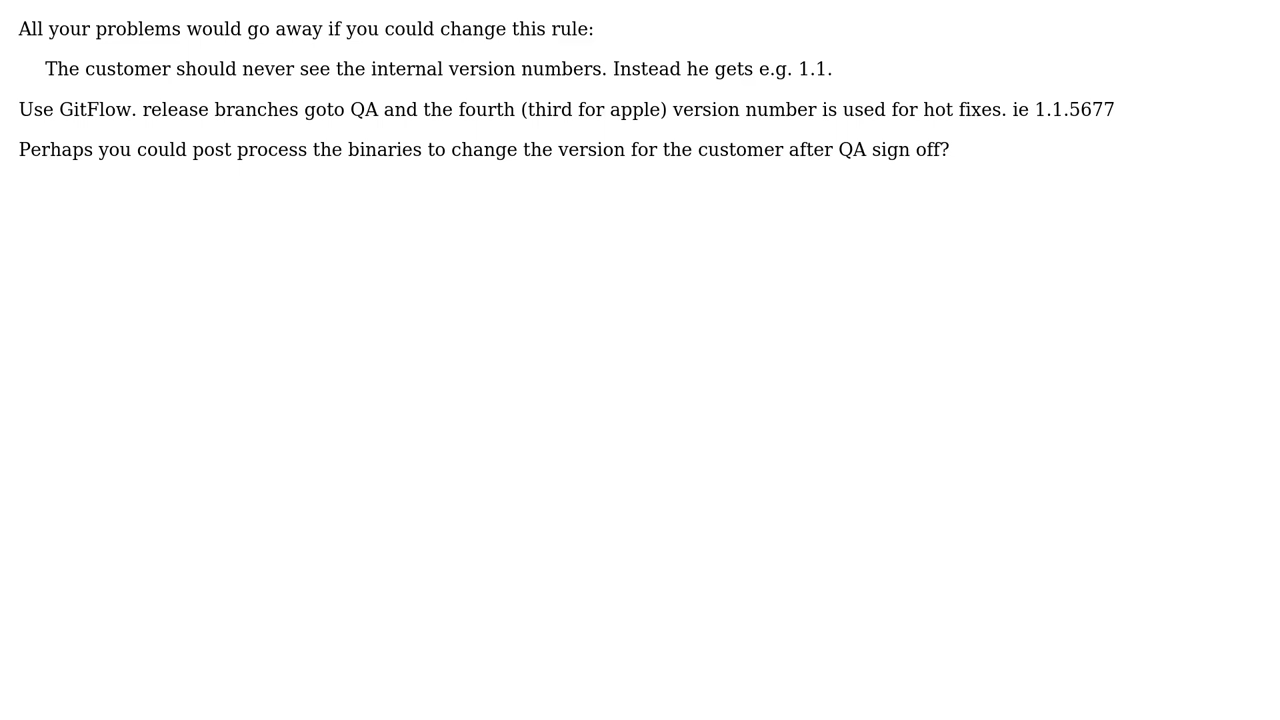 All your problems would go away if you could change this rule:
The customer should never see the internal version numbers. Instead he gets e.g. 1.1.
Use GitFlow. release branches goto QA and the fourth (third for apple) version number is used for hot fixes. ie 1.1.5677
Perhaps you could post process the binaries to change the version for the customer after QA sign off?